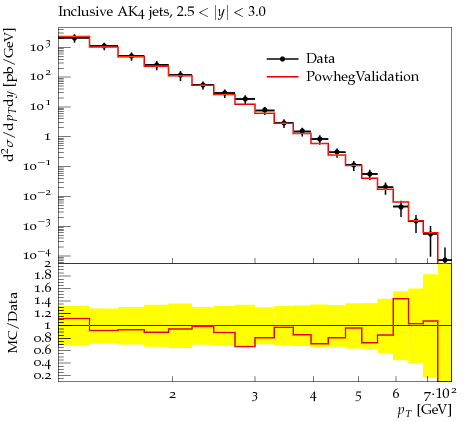 Inclusive AK4 jets, 2.5 < |y| < 3.0
d²σ/dp_T dy [pb/GeV]
Data
PowhegValidation
10³
10²
10¹
1
10⁻¹
10⁻²
10⁻³
10⁻⁴
MC/Data
2
1.8
1.6
1.4
1.2
1
0.8
0.6
0.4
0.2
2 3 4 5 6 7·10²
p_T [GeV]